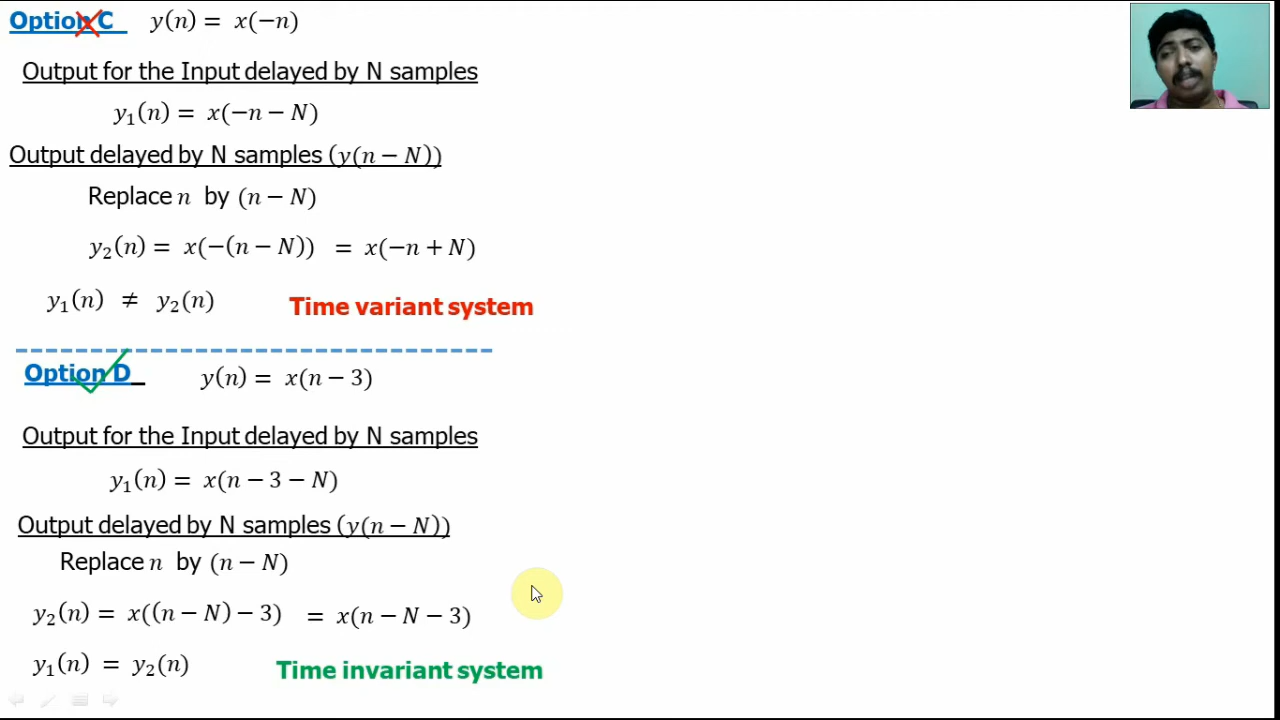 Option C y(n) = x(−n)
Output for the Input delayed by N samples
y₁(n) = x(−n − N)
Output delayed by N samples (y(n − N))
Replace n by (n − N)
y₂(n) = x(−(n − N)) = x(−n + N)
y₁(n) ≠ y₂(n) Time variant system
Option D y(n) = x(n − 3)
Output for the Input delayed by N samples
y₁(n) = x(n − 3 − N)
Output delayed by N samples (y(n − N))
Replace n by (n − N)
y₂(n) = x((n − N) − 3) = x(n − N − 3)
y₁(n) = y₂(n) Time invariant system